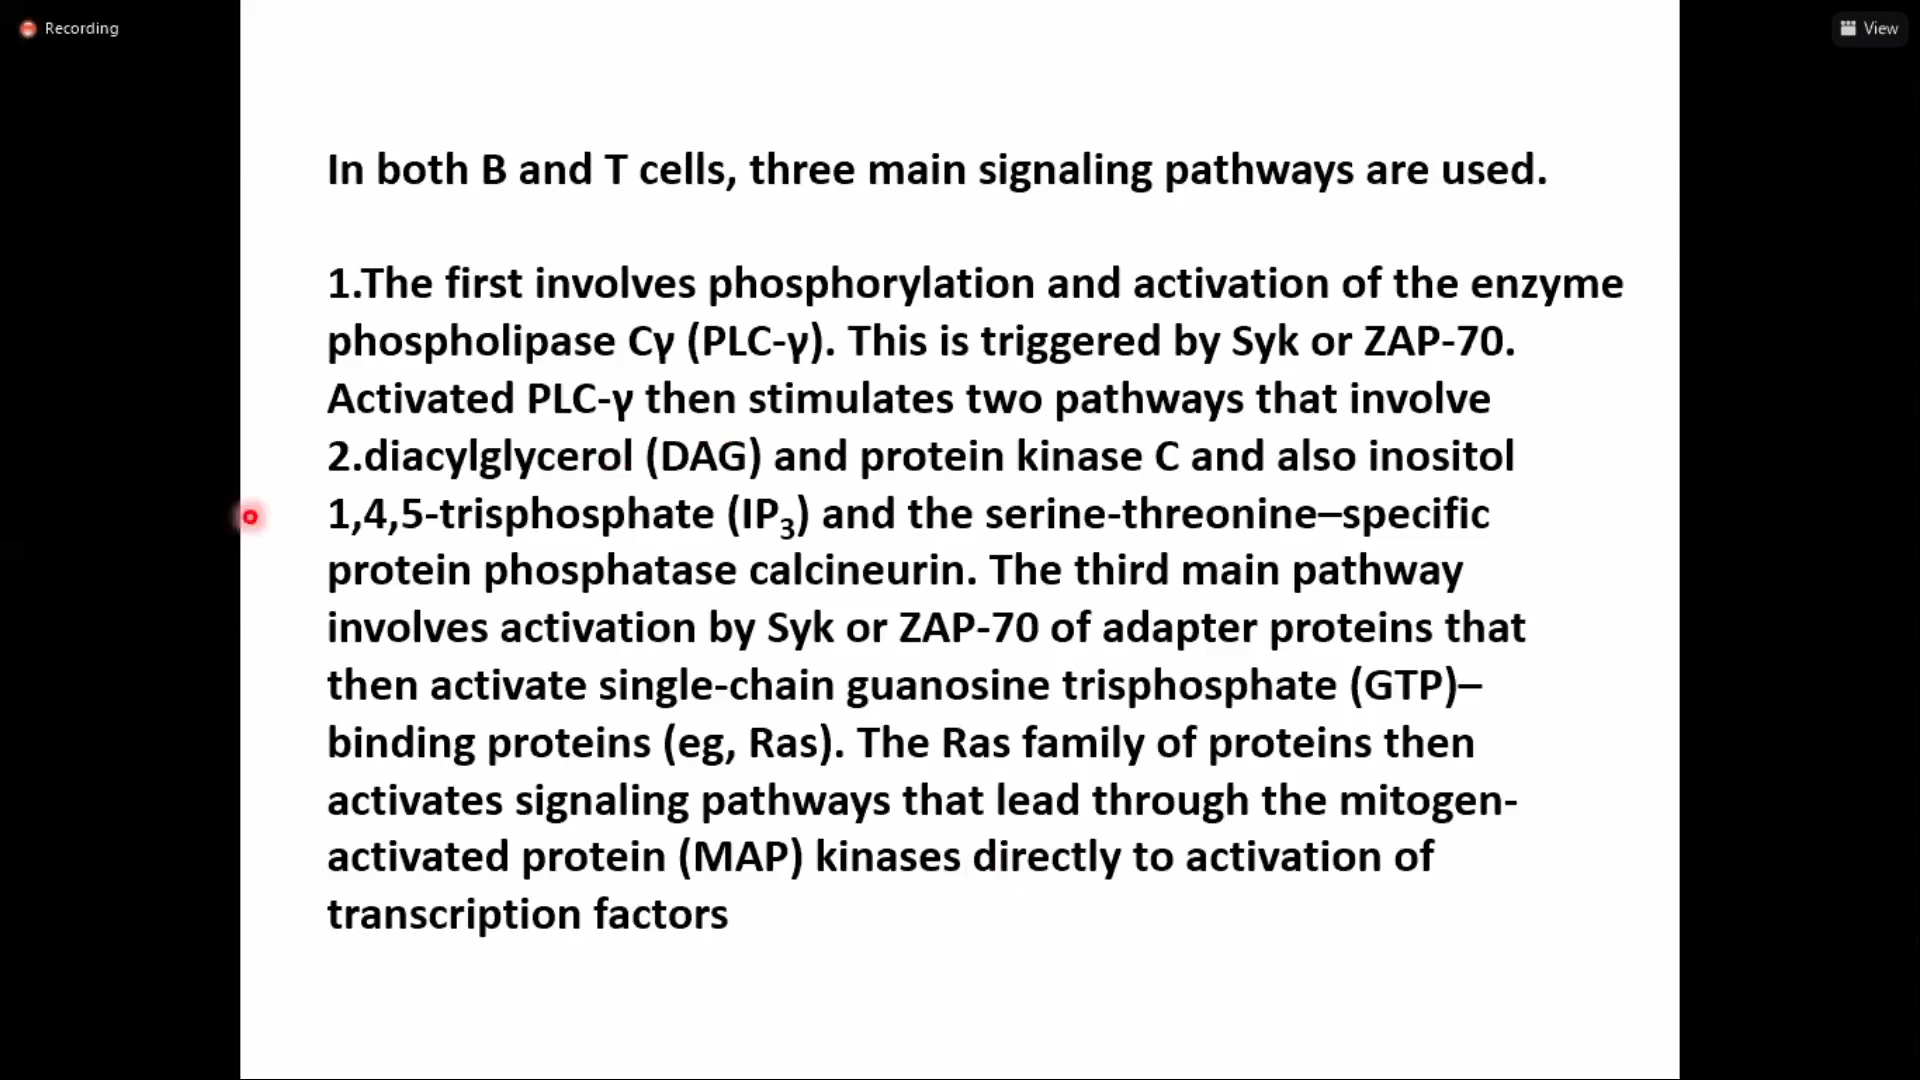 Recording
View
In both B and T cells, three main signaling pathways are used.
1.The first involves phosphorylation and activation of the enzyme
phospholipase Cγ (PLC-γ). This is triggered by Syk or ZAP-70.
Activated PLC-γ then stimulates two pathways that involve
2.diacylglycerol (DAG) and protein kinase C and also inositol
1,4,5-trisphosphate (IP₃) and the serine-threonine–specific
protein phosphatase calcineurin. The third main pathway
involves activation by Syk or ZAP-70 of adapter proteins that
then activate single-chain guanosine trisphosphate (GTP)–
binding proteins (eg, Ras). The Ras family of proteins then
activates signaling pathways that lead through the mitogen-
activated protein (MAP) kinases directly to activation of
transcription factors